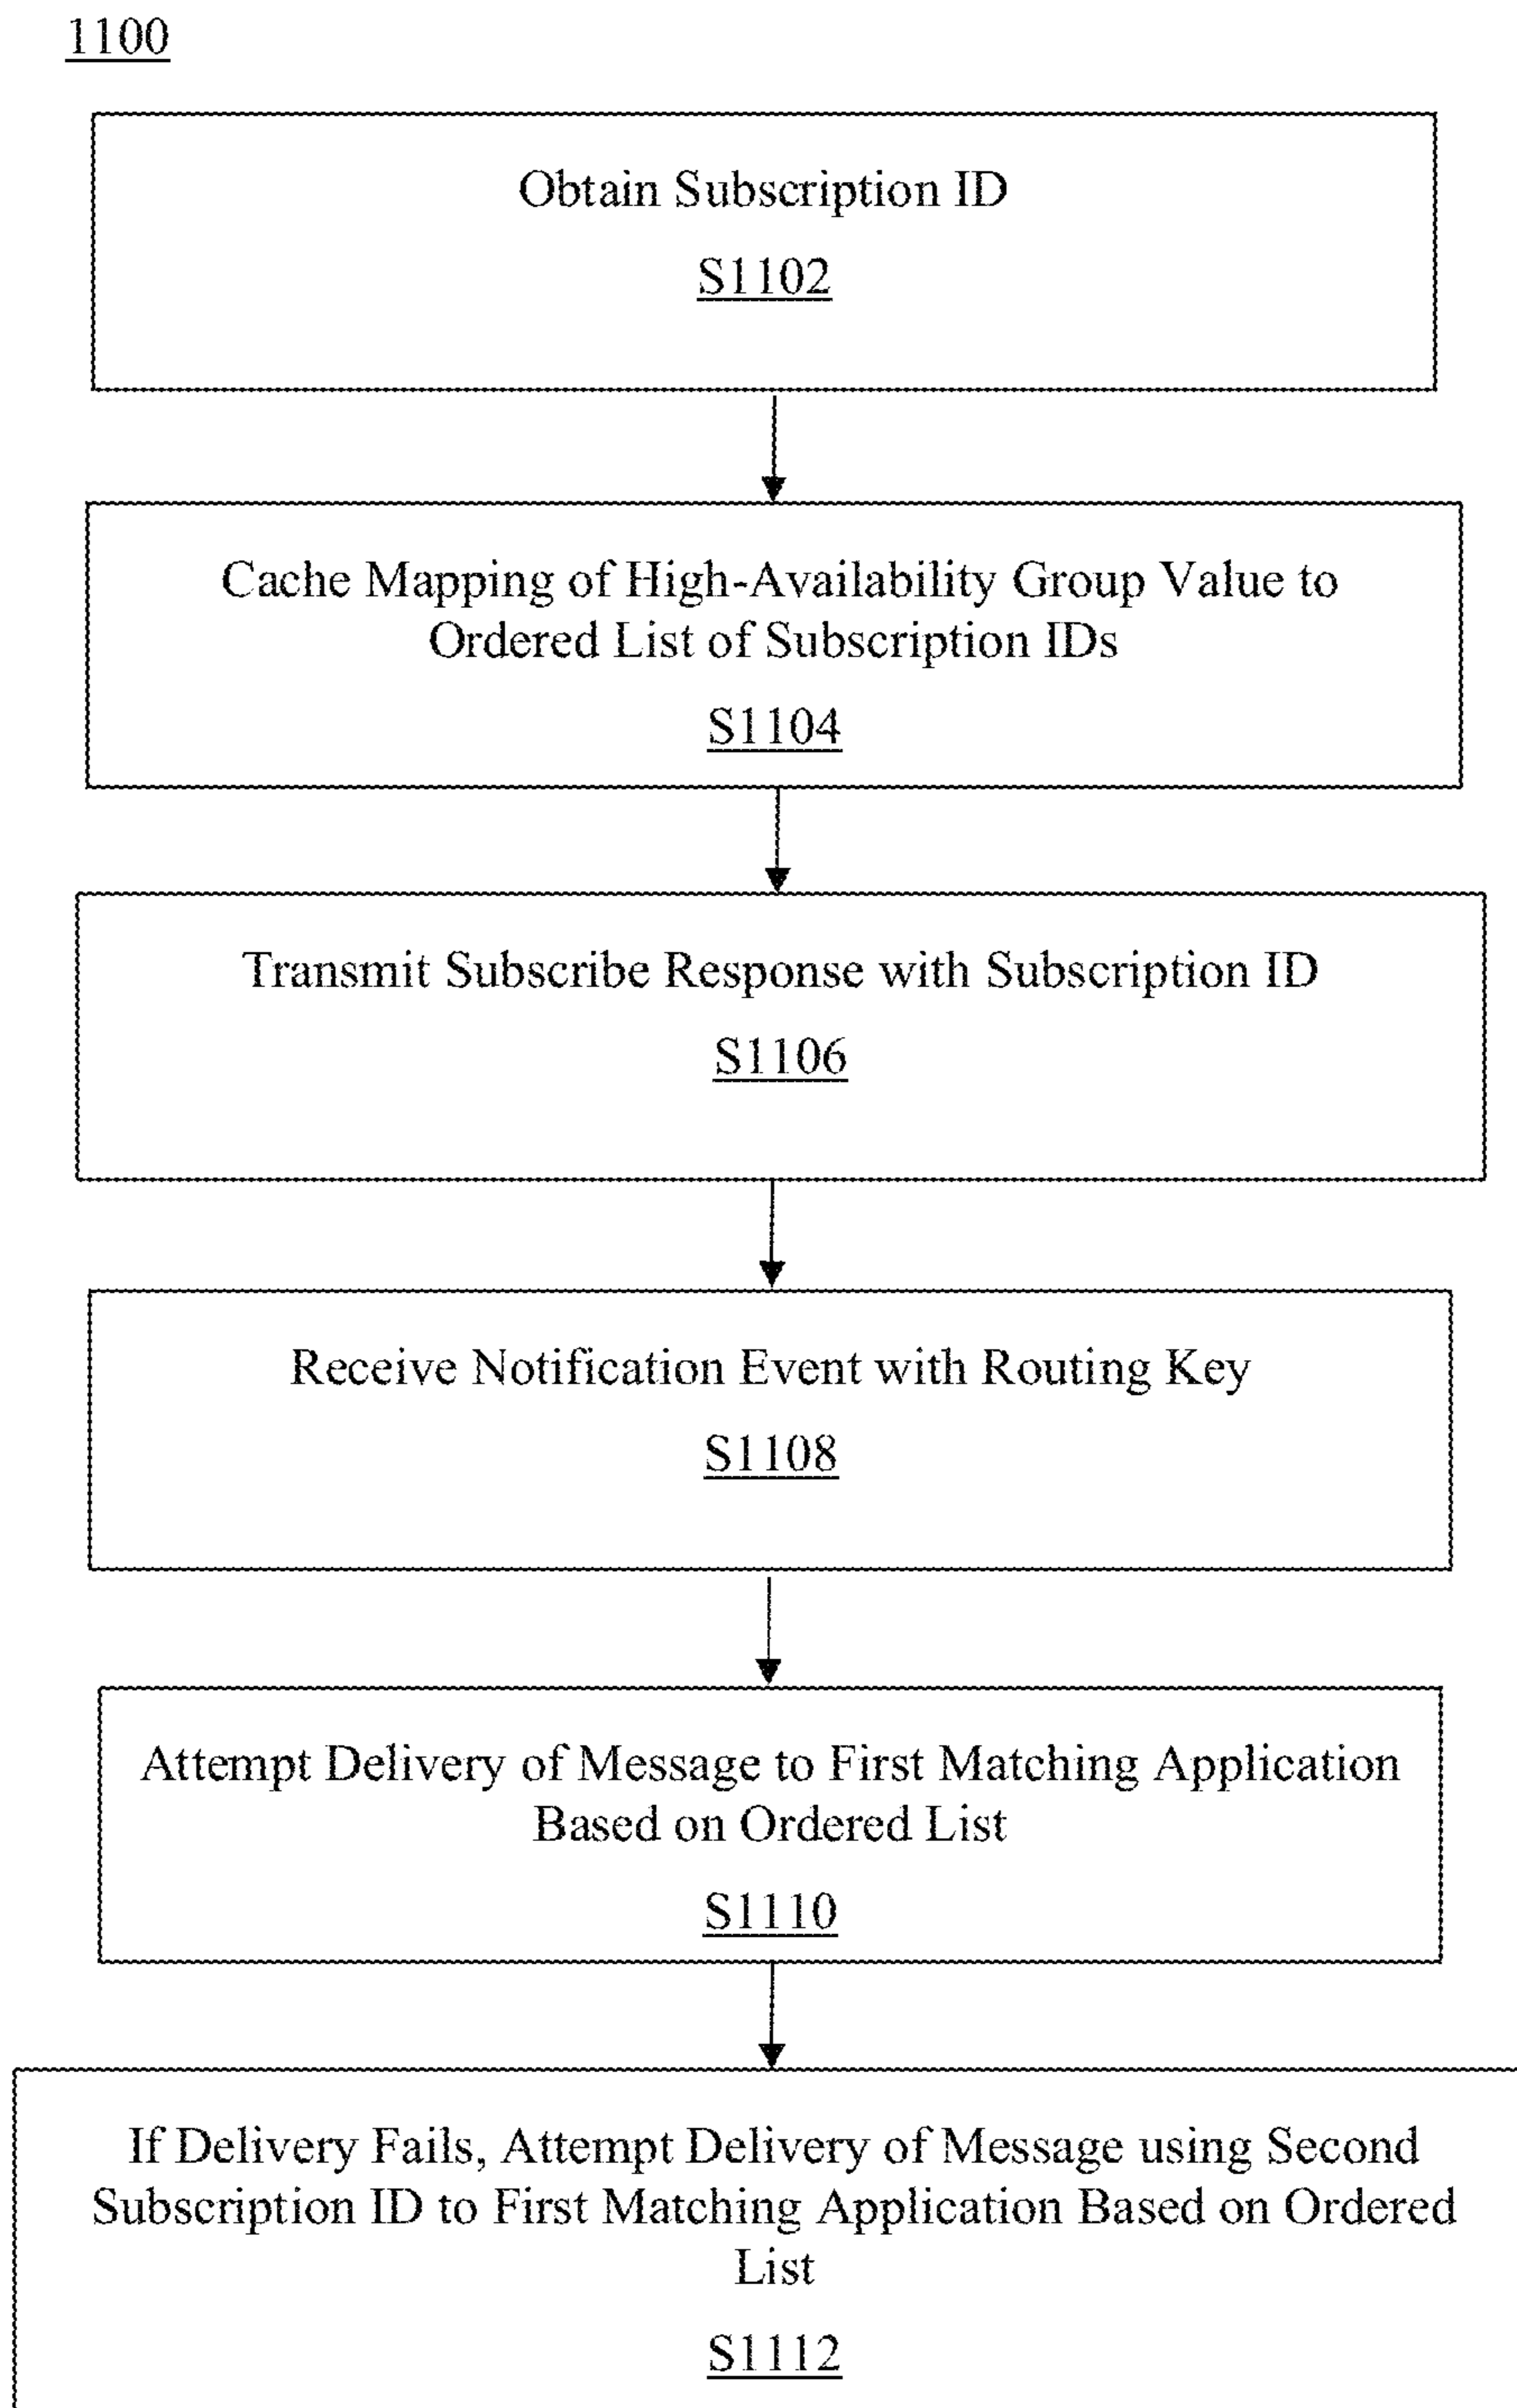 1100
Obtain Subscription ID
S1102
Cache Mapping of High-Availability Group Value to
Ordered List of Subscription IDs
S1104
Transmit Subscribe Response with Subscription ID
S1106
Receive Notification Event with Routing Key
S1108
Attempt Delivery of Message to First Matching Application
Based on Ordered List
S1110
If Delivery Fails, Attempt Delivery of Message using Second
Subscription ID to First Matching Application Based on Ordered
List
S1112